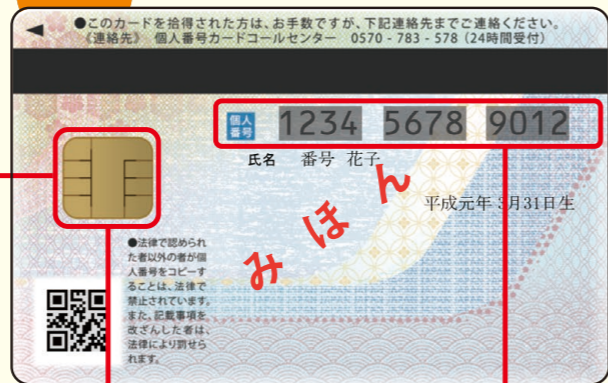 ●このカードを拾得された方は、お手数ですが、下記連絡先までご連絡ください。
《連絡先》 個人番号カードコールセンター 0570-783-578 (24時間受付)
個人番号 1234 5678 9012
氏名 番号 花子
平成元年 3月31日生
みほん
●法律で認められ
た者以外の者が個
人番号をコピーす
ることは、法律で
禁止されています。
また、記載事項を
改ざんした者は、
法律により罰せら
れます。